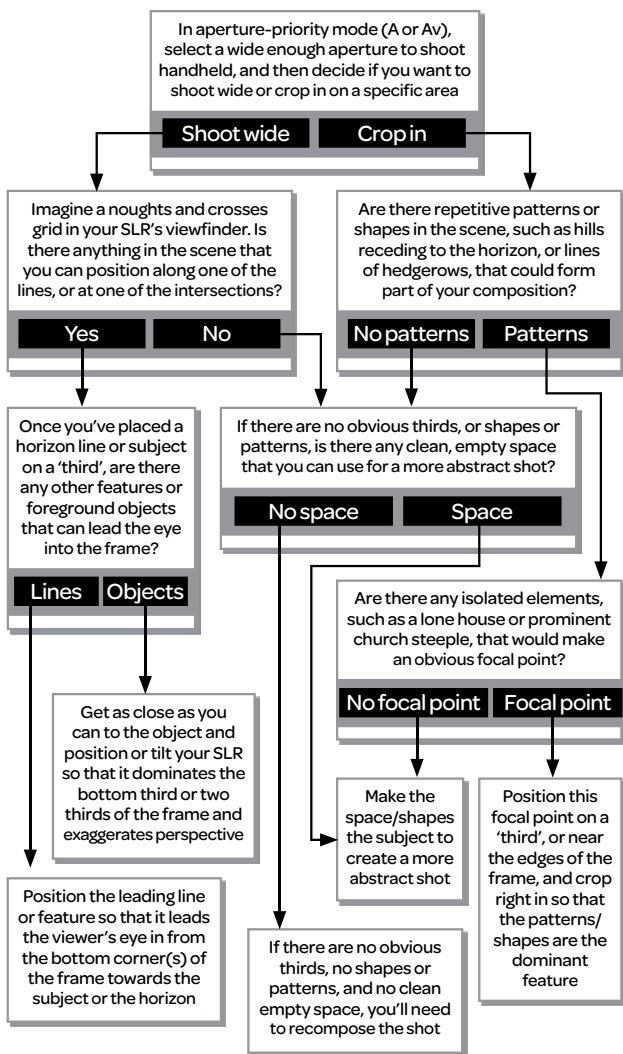 In aperture-priority mode (A or Av),
select a wide enough aperture to shoot
handheld, and then decide if you want to
shoot wide or crop in on a specific area
Shoot wide
Crop in
Imagine a noughts and crosses
grid in your SLR's viewfinder. Is
there anything in the scene that
you can position along one of the
lines, or at one of the intersections?
Yes
No
Are there repetitive patterns or
shapes in the scene, such as hills
receding to the horizon, or lines
of hedgerows, that could form
part of your composition?
No patterns
Patterns
Once you've placed a
horizon line or subject
on a 'third', are there
any other features or
foreground objects
that can lead the eye
into the frame?
Lines
Objects
If there are no obvious thirds, or shapes or
patterns, is there any clean, empty space
that you can use for a more abstract shot?
No space
Space
Are there any isolated elements,
such as a lone house or prominent
church steeple, that would make
an obvious focal point?
No focal point
Focal point
Get as close as you
can to the object and
position or tilt your SLR
so that it dominates the
bottom third or two
thirds of the frame and
exaggerates perspective
Make the
space/shapes
the subject to
create a more
abstract shot
Position this
focal point on a
'third', or near
the edges of the
frame, and crop
right in so that
the patterns/
shapes are the
dominant
feature
Position the leading line
or feature so that it leads
the viewer's eye in from
the bottom corner(s) of
the frame towards the
subject or the horizon
If there are no obvious
thirds, no shapes or
patterns, and no clean
empty space, you'll need
to recompose the shot